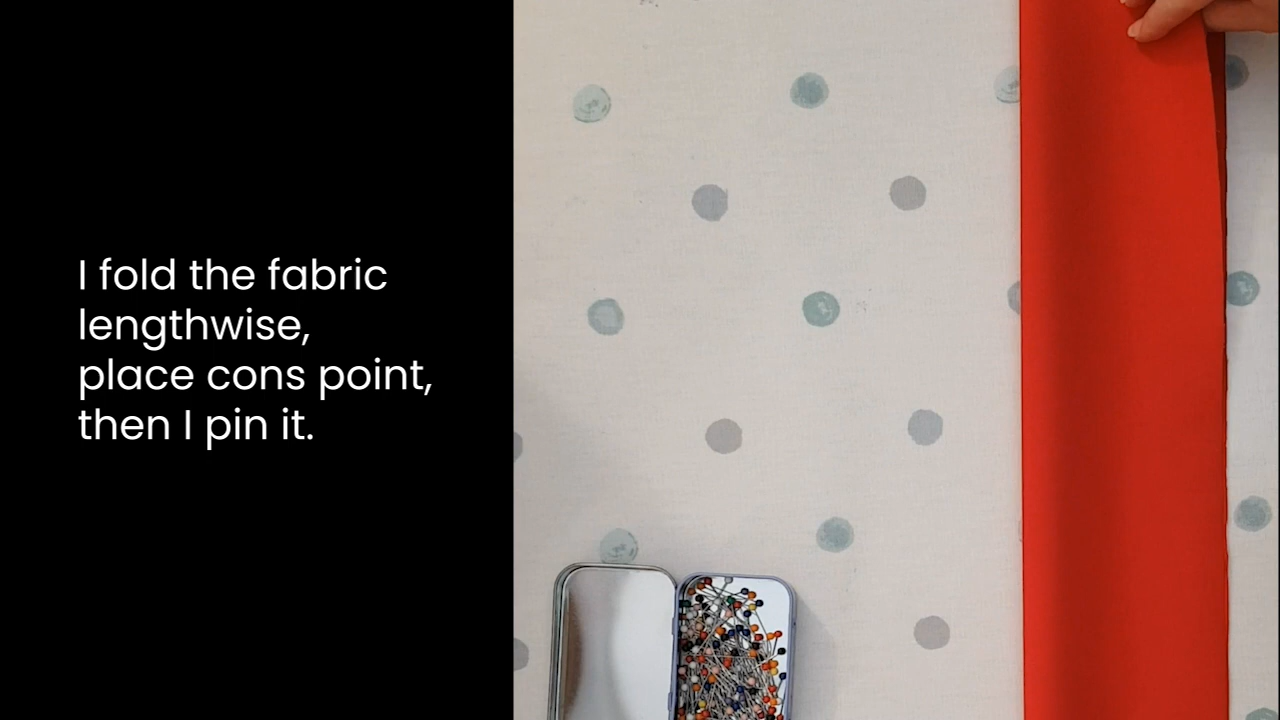 I fold the fabric
lengthwise,
place cons point,
then I pin it.